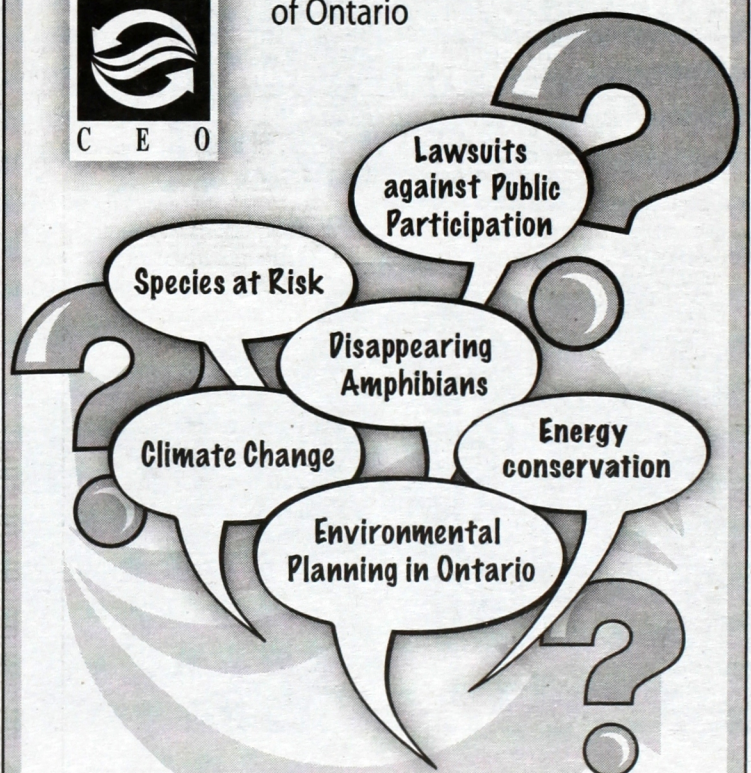 of Ontario
C E O
Lawsuits
against Public
Participation
Species at Risk
Disappearing
Amphibians
Climate Change
Energy
conservation
Environmental
Planning in Ontario